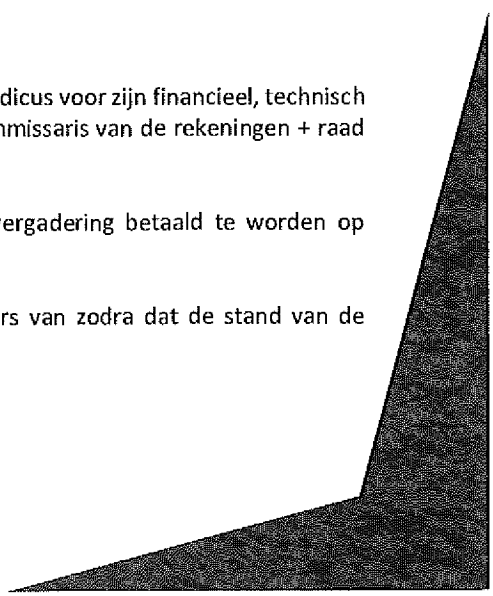 dicus voor zijn financieel, technisch
nmissaris van de rekeningen + raad
vergadering betaald te worden op
rs van zodra dat de stand van de